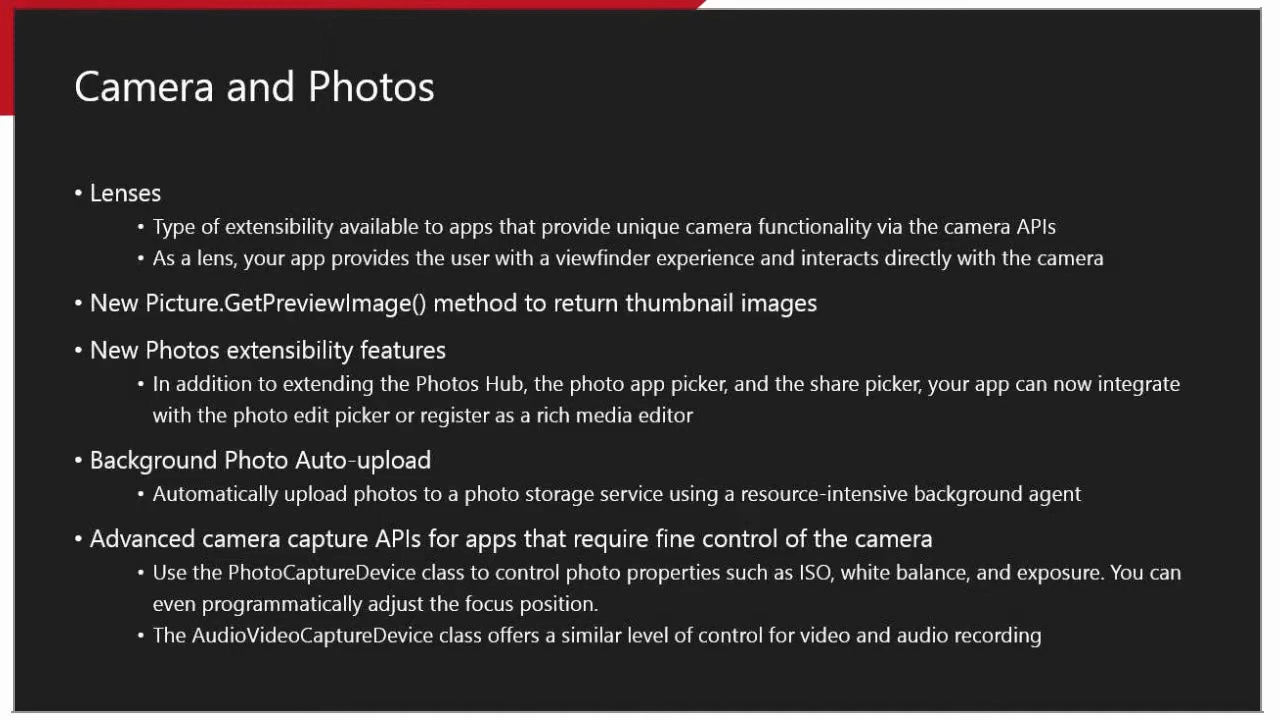 Camera and Photos
• Lenses
• Type of extensibility available to apps that provide unique camera functionality via the camera APIs
• As a lens, your app provides the user with a viewfinder experience and interacts directly with the camera
• New Picture.GetPreviewImage() method to return thumbnail images
• New Photos extensibility features
• In addition to extending the Photos Hub, the photo app picker, and the share picker, your app can now integrate
with the photo edit picker or register as a rich media editor
• Background Photo Auto-upload
• Automatically upload photos to a photo storage service using a resource-intensive background agent
• Advanced camera capture APIs for apps that require fine control of the camera
• Use the PhotoCaptureDevice class to control photo properties such as ISO, white balance, and exposure. You can
even programmatically adjust the focus position.
• The AudioVideoCaptureDevice class offers a similar level of control for video and audio recording